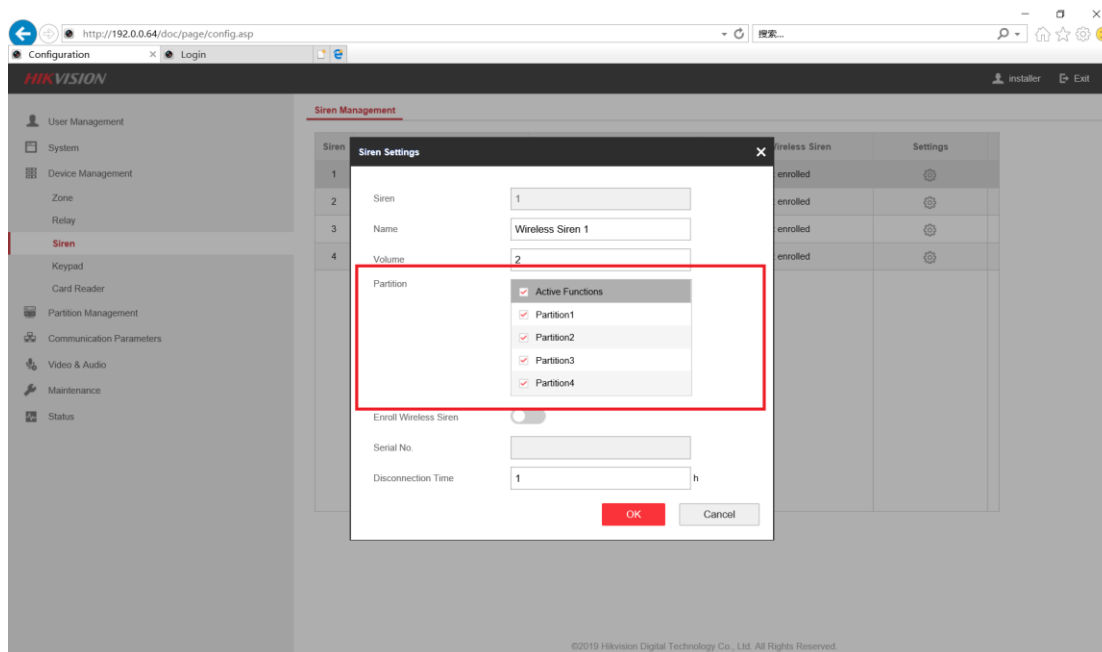 http://192.0.0.64/doc/page/config.asp
搜索...
Configuration
Login
HIKVISION
installer
Exit
User Management
System
Device Management
Zone
Relay
Siren
Keypad
Card Reader
Partition Management
Communication Parameters
Video & Audio
Maintenance
Status
Siren Management
Siren
Wireless Siren
Settings
1
enrolled
2
enrolled
3
enrolled
4
enrolled
Siren Settings
Siren
1
Name
Wireless Siren 1
Volume
2
Partition
Active Functions
Partition1
Partition2
Partition3
Partition4
Enroll Wireless Siren
Serial No.
Disconnection Time
1
h
OK
Cancel
©2019 Hikvision Digital Technology Co., Ltd. All Rights Reserved.